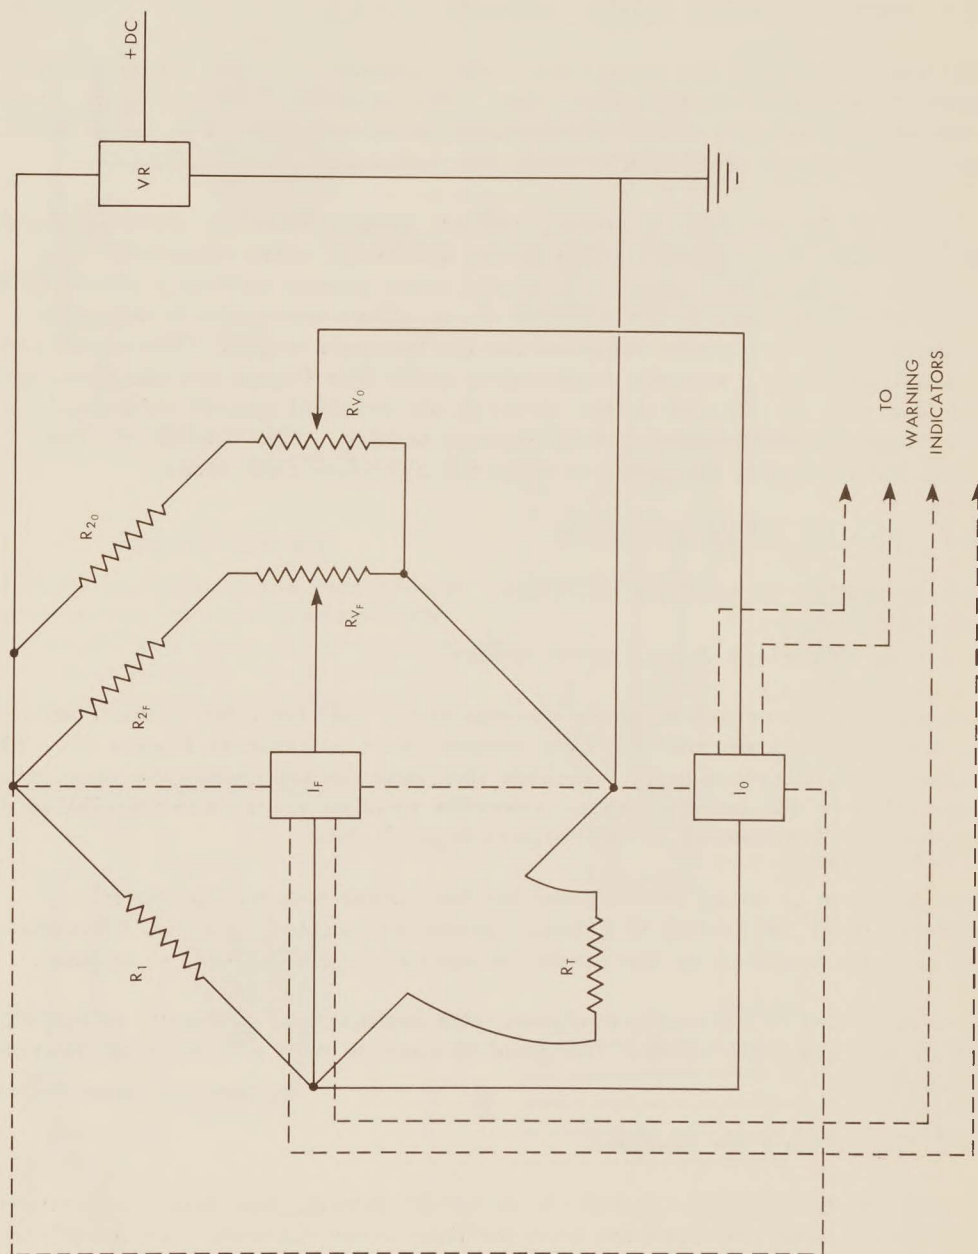 +DC
VR
R2O
RVO
R2F
RVF
R1
IF
IO
RT
TO
WARNING
INDICATORS